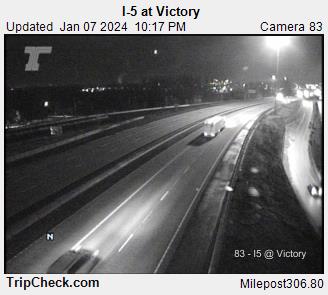 I-5 at Victory
Updated Jan 07 2024 10:17 PM Camera 83
T
N
83 - I5 @ Victory
TripCheck.com Milepost306.80